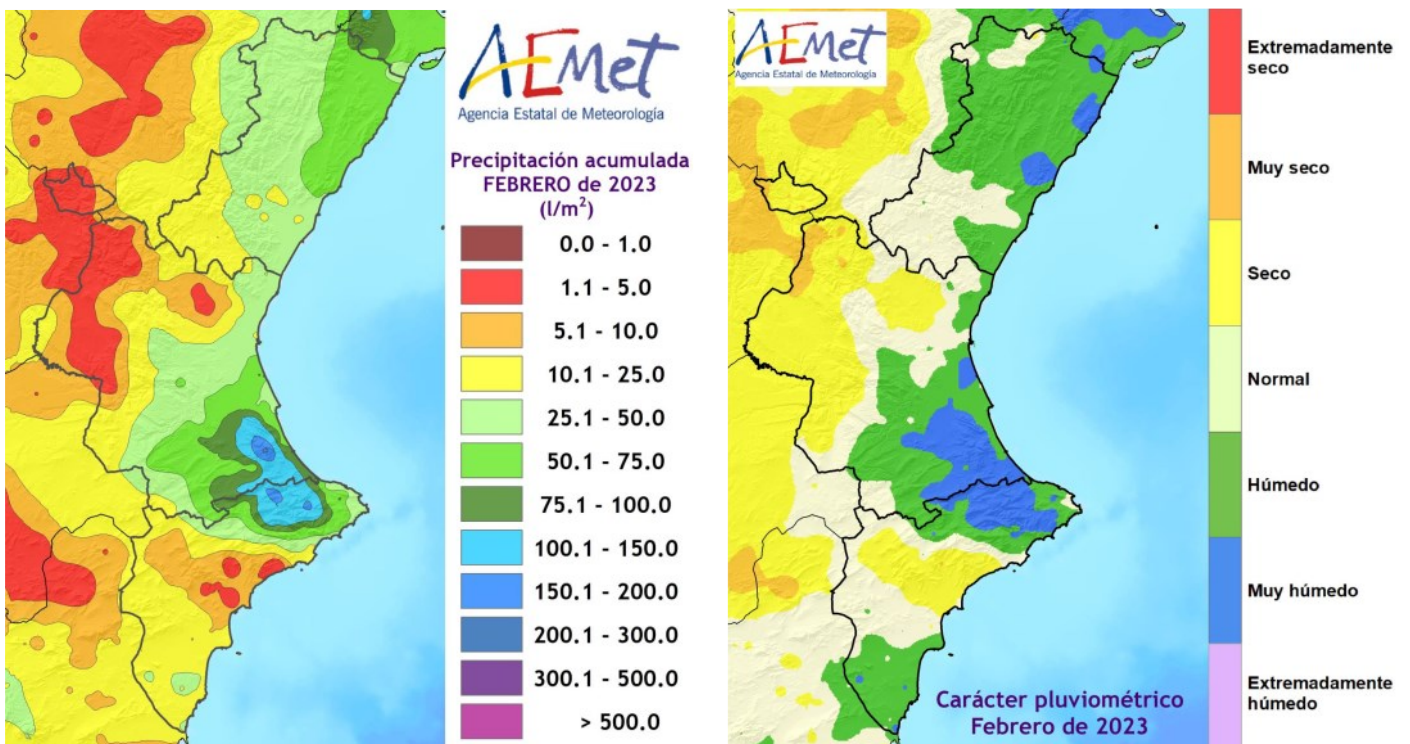 AEMet
Agencia Estatal de Meteorología
Precipitación acumulada
FEBRERO de 2023
(l/m²)
0.0 - 1.0
1.1 - 5.0
5.1 - 10.0
10.1 - 25.0
25.1 - 50.0
50.1 - 75.0
75.1 - 100.0
100.1 - 150.0
150.1 - 200.0
200.1 - 300.0
300.1 - 500.0
> 500.0
AEMet
Agencia Estatal de Meteorología
Carácter pluviométrico
Febrero de 2023
Extremadamente
seco
Muy seco
Seco
Normal
Húmedo
Muy húmedo
Extremadamente
húmedo